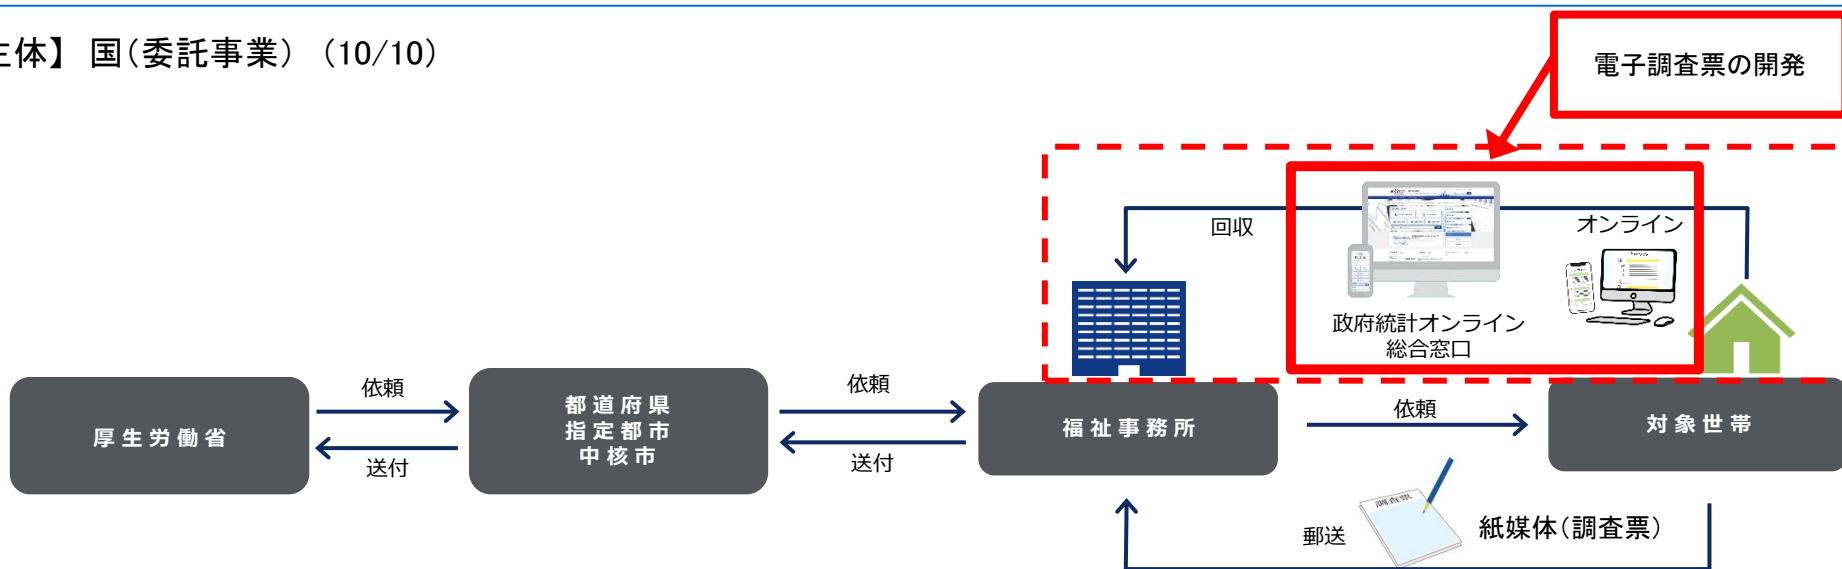 主体】 国(委託事業) (10/10)
電子調査票の開発
回収
オンライン
政府統計オンライン
総合窓口
厚生労働省
依頼
送付
都道府県
指定都市
中核市
依頼
送付
福祉事務所
依頼
対象世帯
調査票
郵送
紙媒体(調査票)